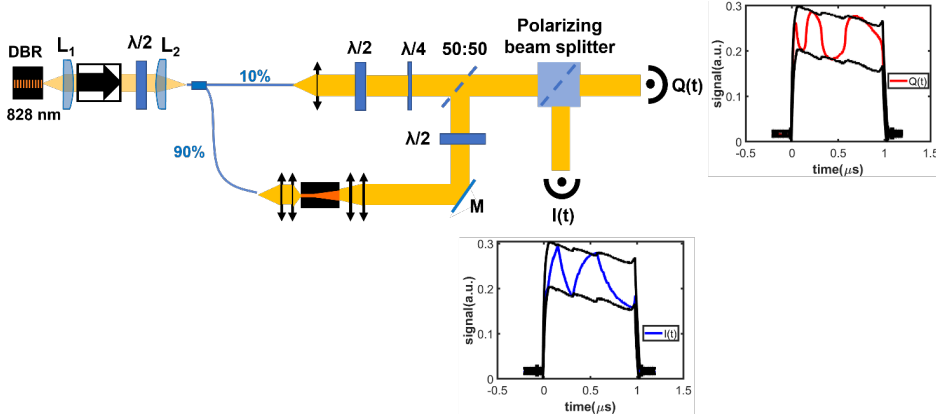 DBR
828 nm
L1
λ/2
L2
10%
90%
λ/2
λ/4
50:50
Polarizing
beam splitter
λ/2
M
Q(t)
I(t)
signal(a.u.)
0.3
0.2
0.1
0
-0.5
0
0.5
1
1.5
time(μs)
Q(t)
signal(a.u.)
0.3
0.2
0.1
0
-0.5
0
0.5
1
1.5
time(μs)
I(t)